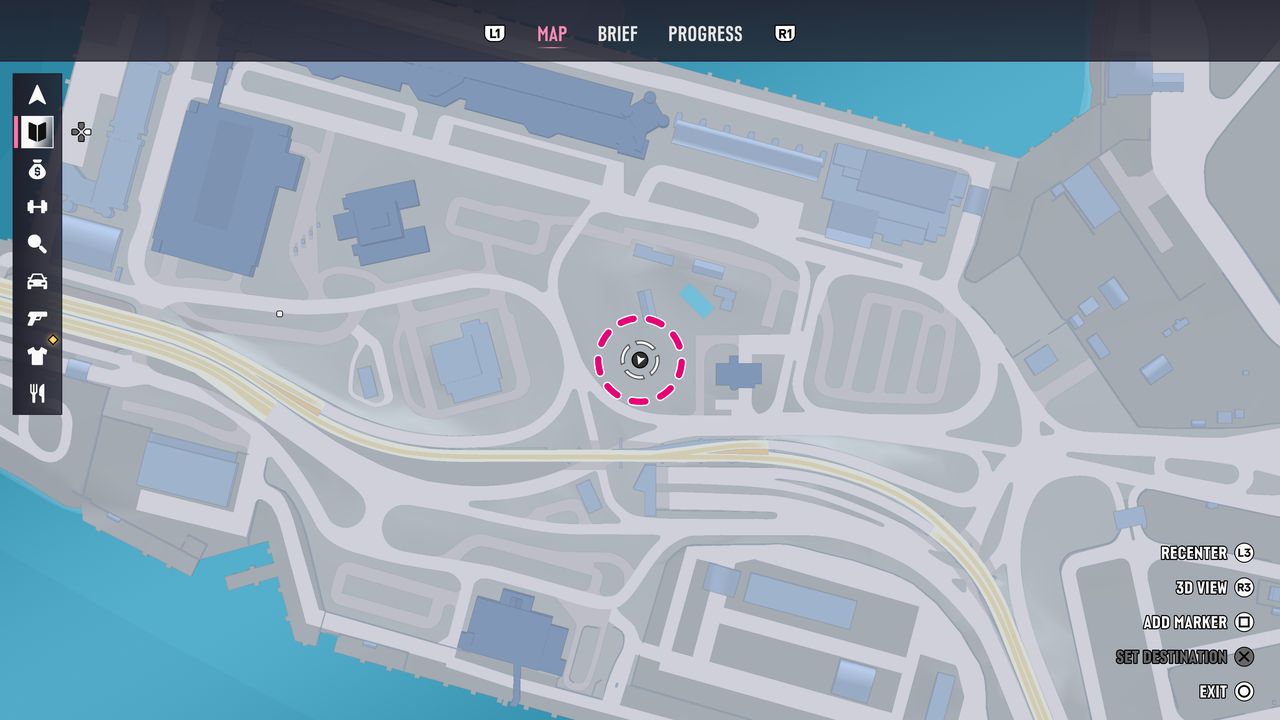 L1 MAP BRIEF PROGRESS R1
$
RECENTER L3
3D VIEW R3
ADD MARKER
SET DESTINATION
EXIT